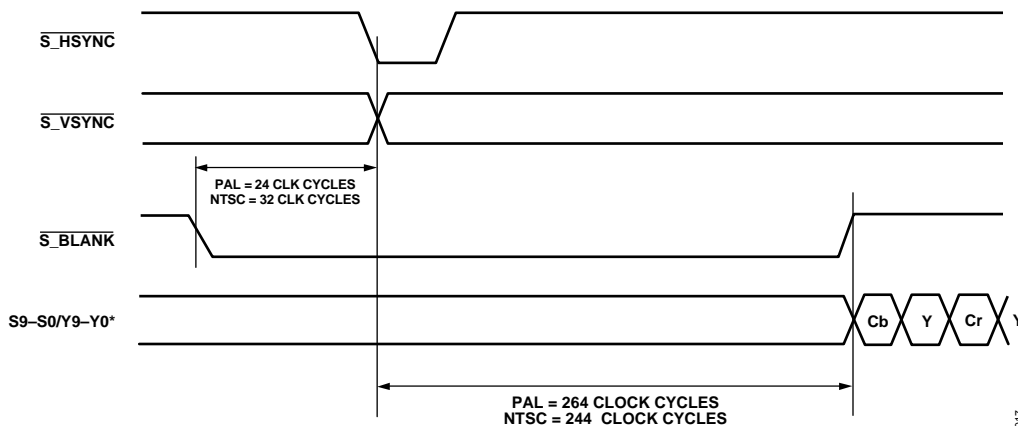 S_HSYNC
S_VSYNC
PAL = 24 CLK CYCLES
NTSC = 32 CLK CYCLES
S_BLANK
S9–S0/Y9–Y0*
Cb
Y
Cr
Y
PAL = 264 CLOCK CYCLES
NTSC = 244 CLOCK CYCLES